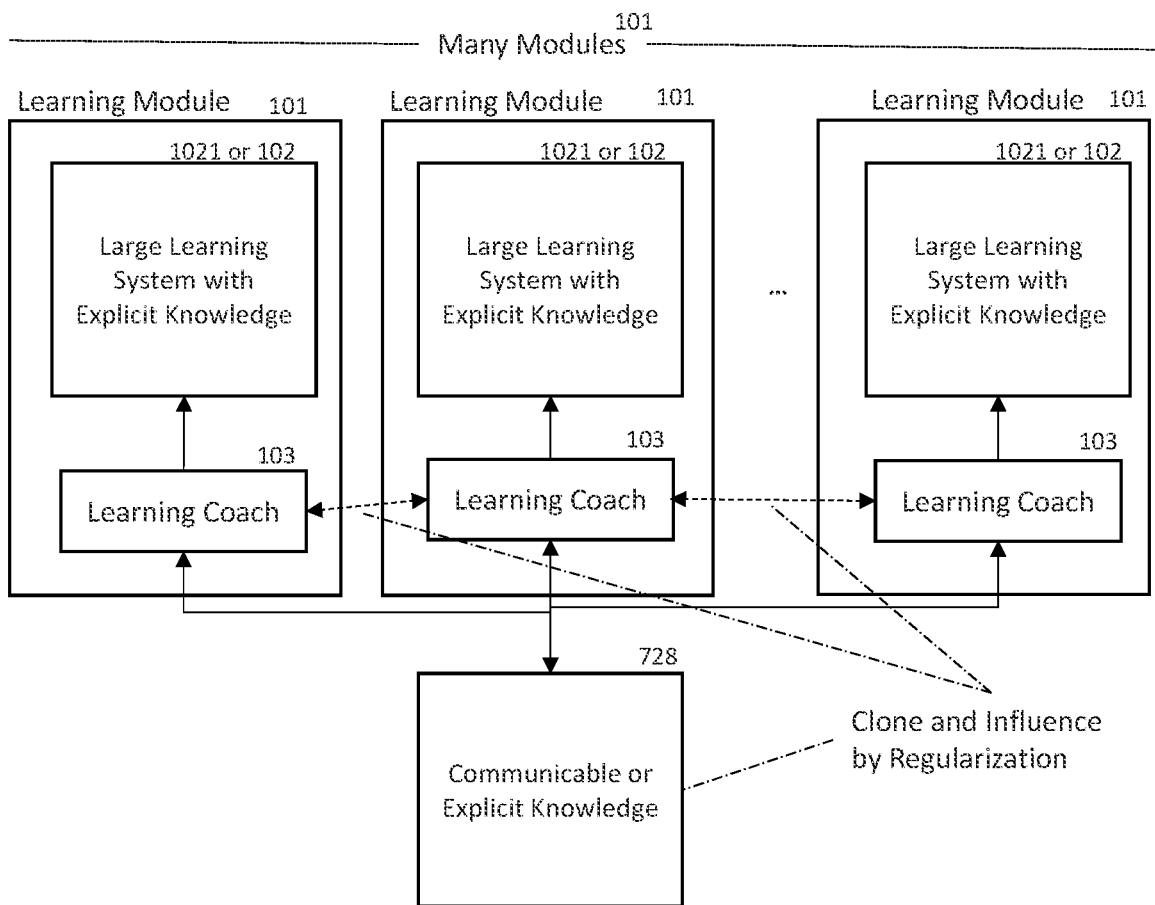 101
Many Modules
Learning Module 101
1021 or 102
Large Learning
System with
Explicit Knowledge
103
Learning Coach
Learning Module 101
1021 or 102
Large Learning
System with
Explicit Knowledge
103
Learning Coach
...
Learning Module 101
1021 or 102
Large Learning
System with
Explicit Knowledge
103
Learning Coach
728
Communicable or
Explicit Knowledge
Clone and Influence
by Regularization